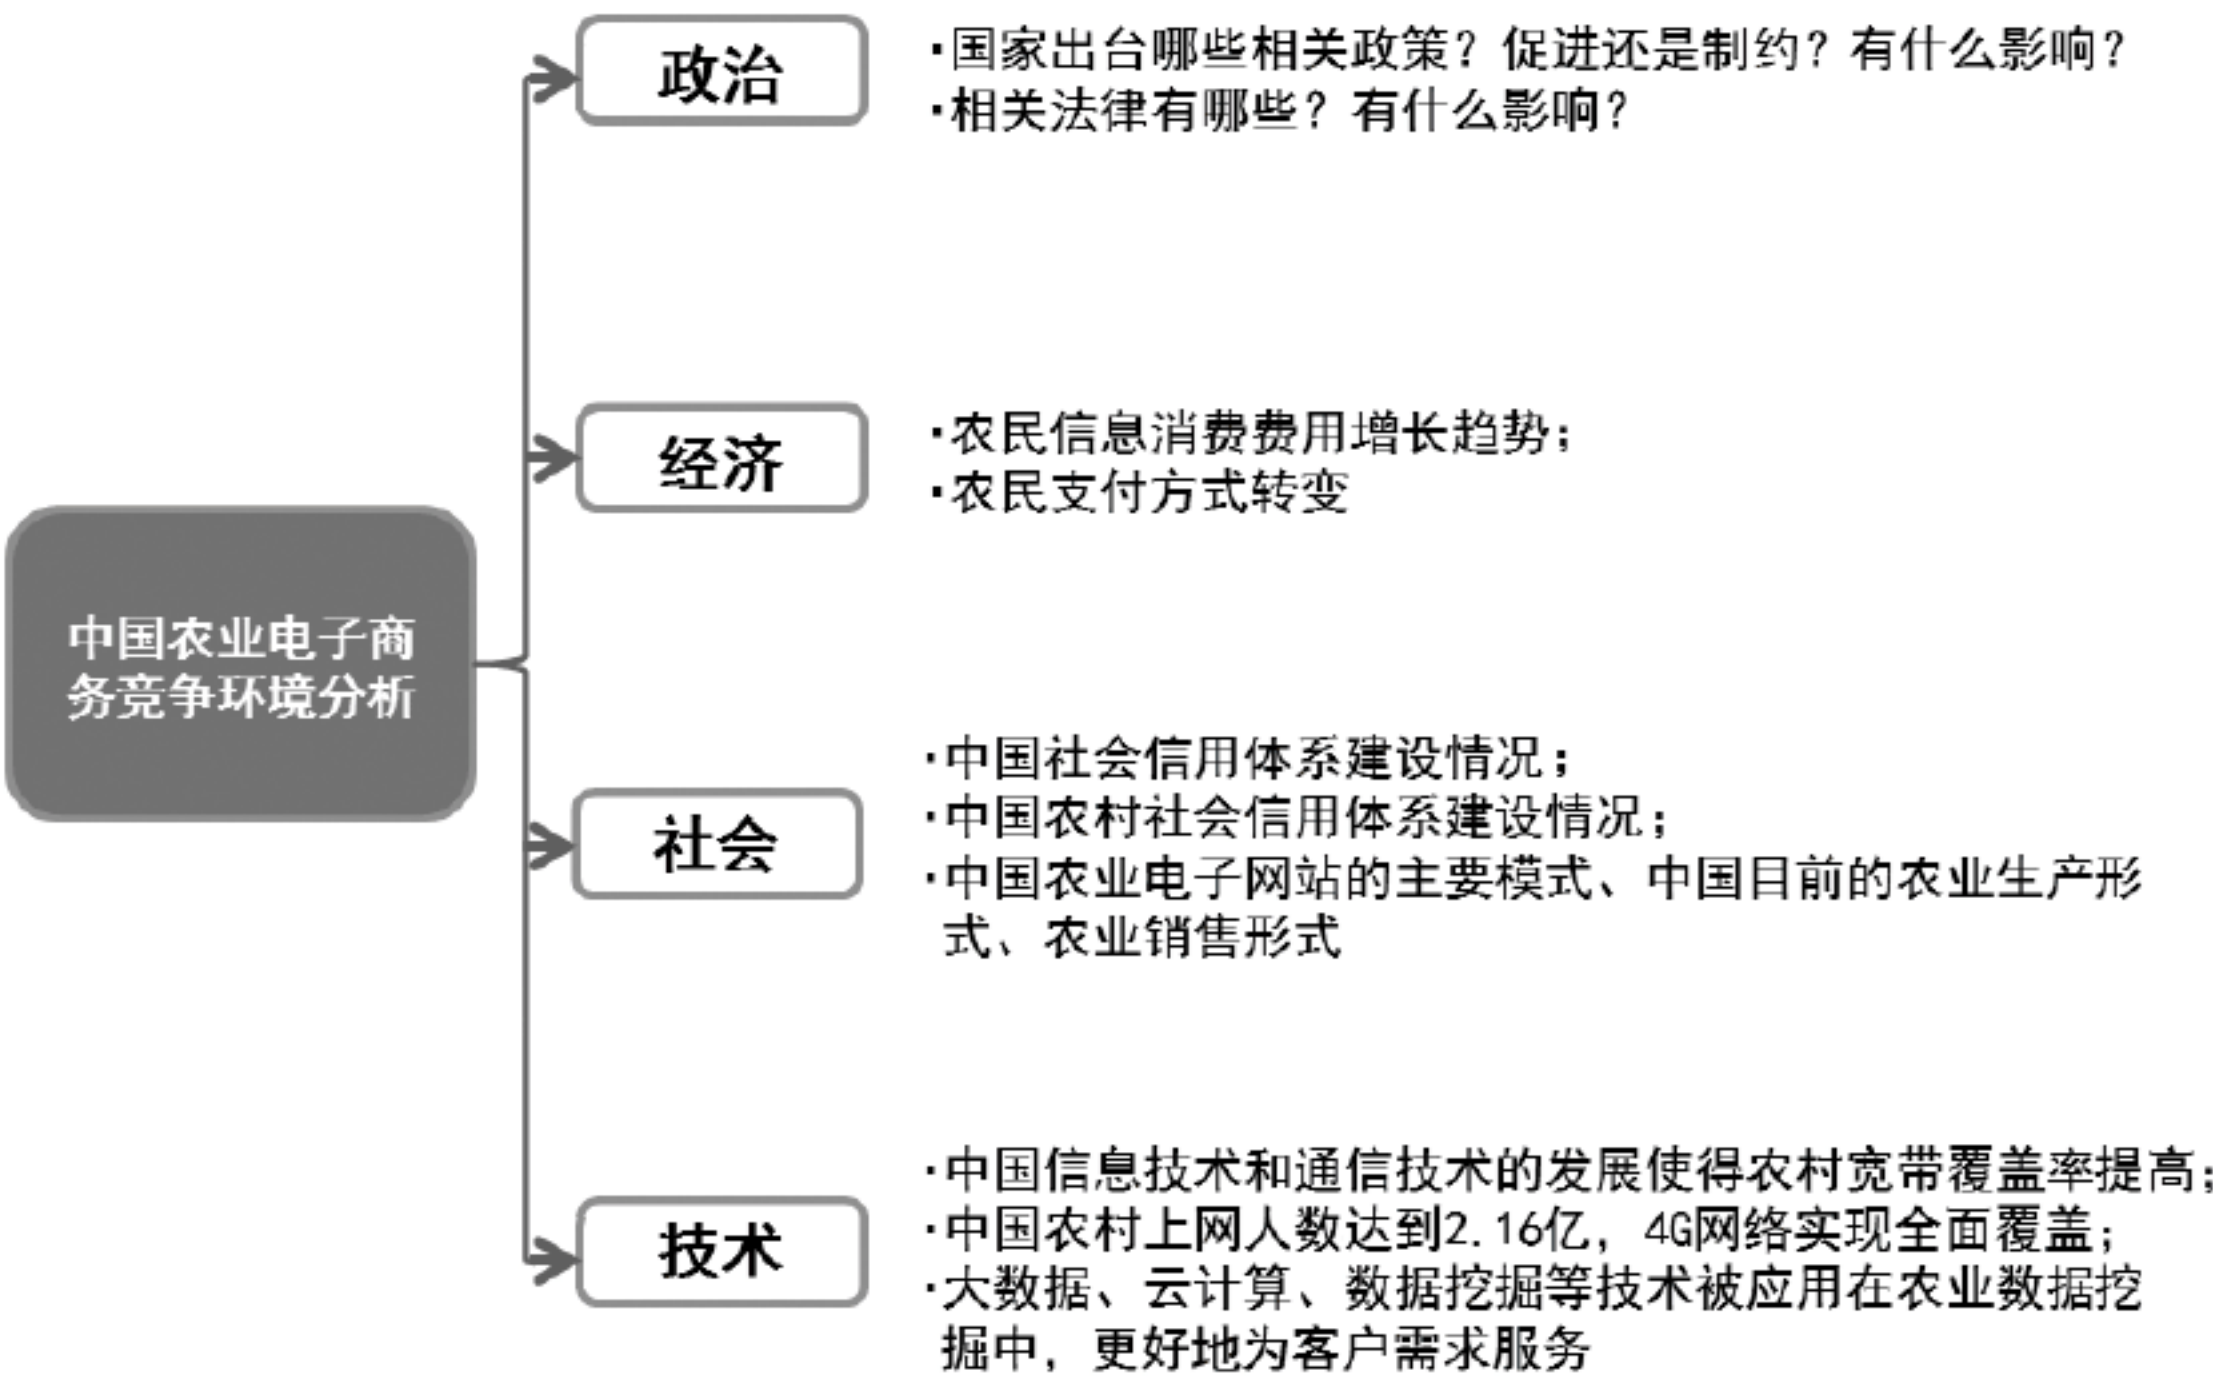 政治
·国家出台哪些相关政策？促进还是制约？有什么影响？
·相关法律有哪些？有什么影响？
经济
·农民信息消费费用增长趋势；
·农民支付方式转变
中国农业电子商
务竞争环境分析
社会
·中国社会信用体系建设情况；
·中国农村社会信用体系建设情况；
·中国农业电子网站的主要模式、中国目前的农业生产形
式、农业销售形式
技术
·中国信息技术和通信技术的发展使得农村宽带覆盖率提高；
·中国农村上网人数达到2.16亿，4G网络实现全面覆盖；
·大数据、云计算、数据挖掘等技术被应用在农业数据挖
掘中，更好地为客户需求服务